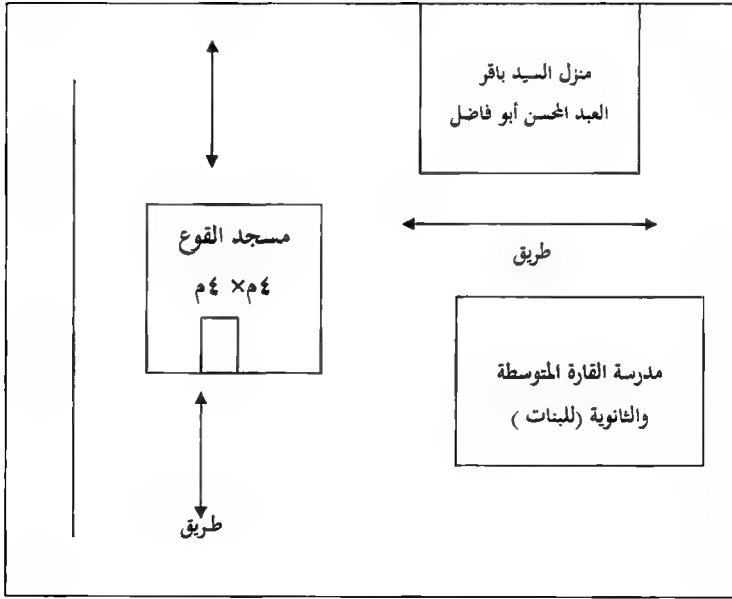 منزل السيد باقر
العبد المحسن أبو فاضل
مسجد القوع
٤م × ٤م
طريق
مدرسة القارة المتوسطة
والثانوية (للبنات )
طريق